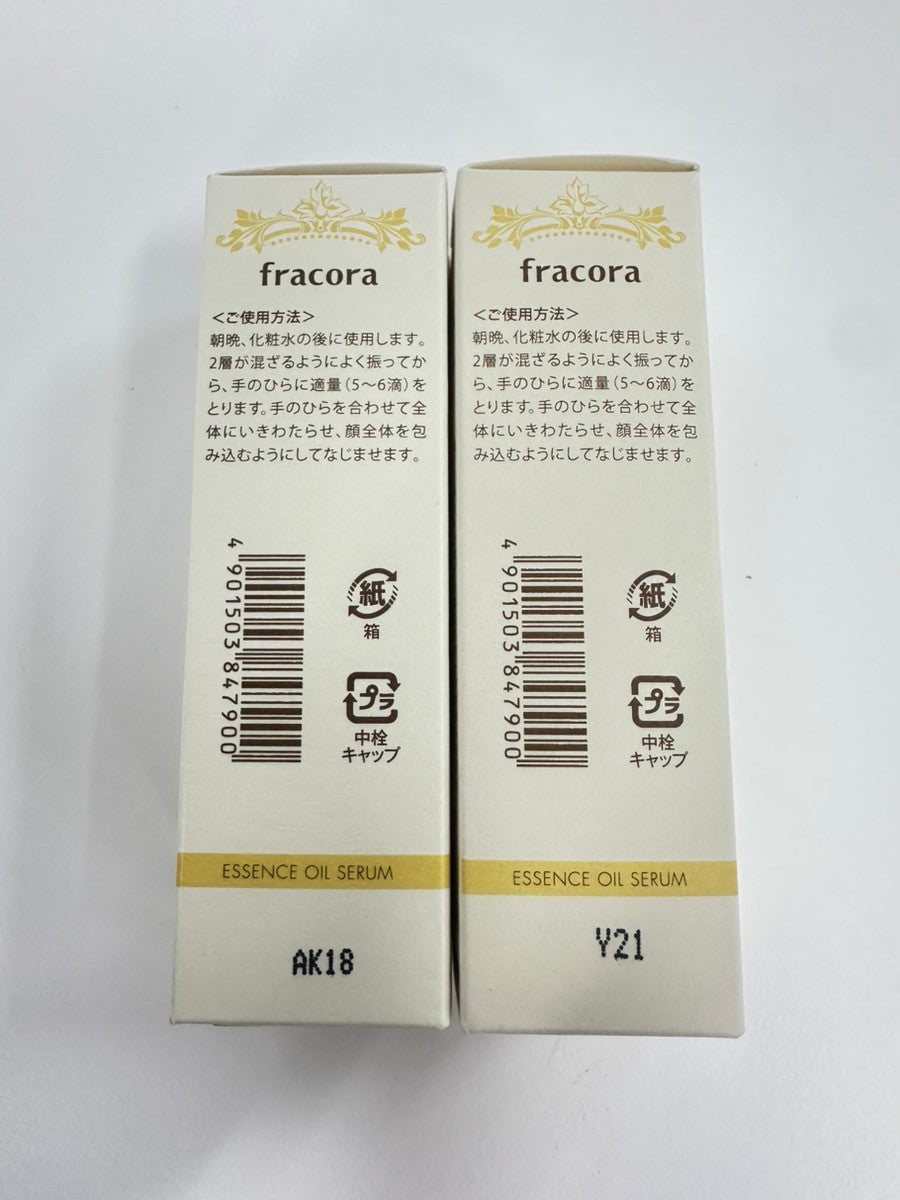 fracora
＜ご使用方法＞
朝晩、化粧水の後に使用します。
2層が混ざるようによく振ってか
ら、手のひらに適量（5〜6滴）を
とります。手のひらを合わせて全
体にいきわたらせ、顔全体を包
み込むようにしてなじませます。
4 901503 847900
紙
箱
プラ
中栓
キャップ
ESSENCE OIL SERUM
AK18
fracora
＜ご使用方法＞
朝晩、化粧水の後に使用します。
2層が混ざるようによく振ってか
ら、手のひらに適量（5〜6滴）を
とります。手のひらを合わせて全
体にいきわたらせ、顔全体を包
み込むようにしてなじませます。
4 901503 847900
紙
箱
プラ
中栓
キャップ
ESSENCE OIL SERUM
Y21